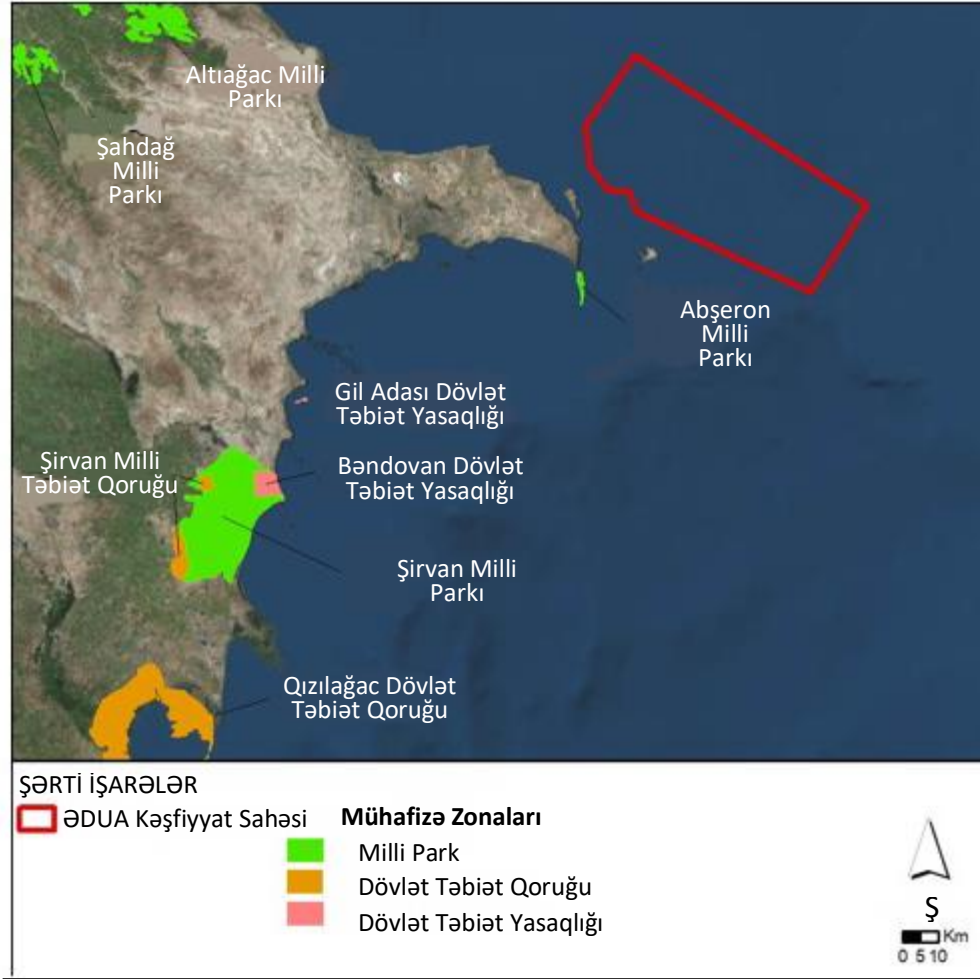 Altıağac Milli
Parkı
Şahdağ
Milli
Parkı
Abşeron
Milli
Parkı
Gil Adası Dövlət
Təbiət Yasaqlığı
Şirvan Milli
Təbiət Qoruğu
Bəndovan Dövlət
Təbiət Yasaqlığı
Şirvan Milli
Parkı
Qızılağac Dövlət
Təbiət Qoruğu
ŞƏRTİ İŞARƏLƏR
ƏDUA Kəşfiyyat Sahəsi
Mühafizə Zonaları
Milli Park
Dövlət Təbiət Qoruğu
Dövlət Təbiət Yasaqlığı
Ş
Km
0 5 10